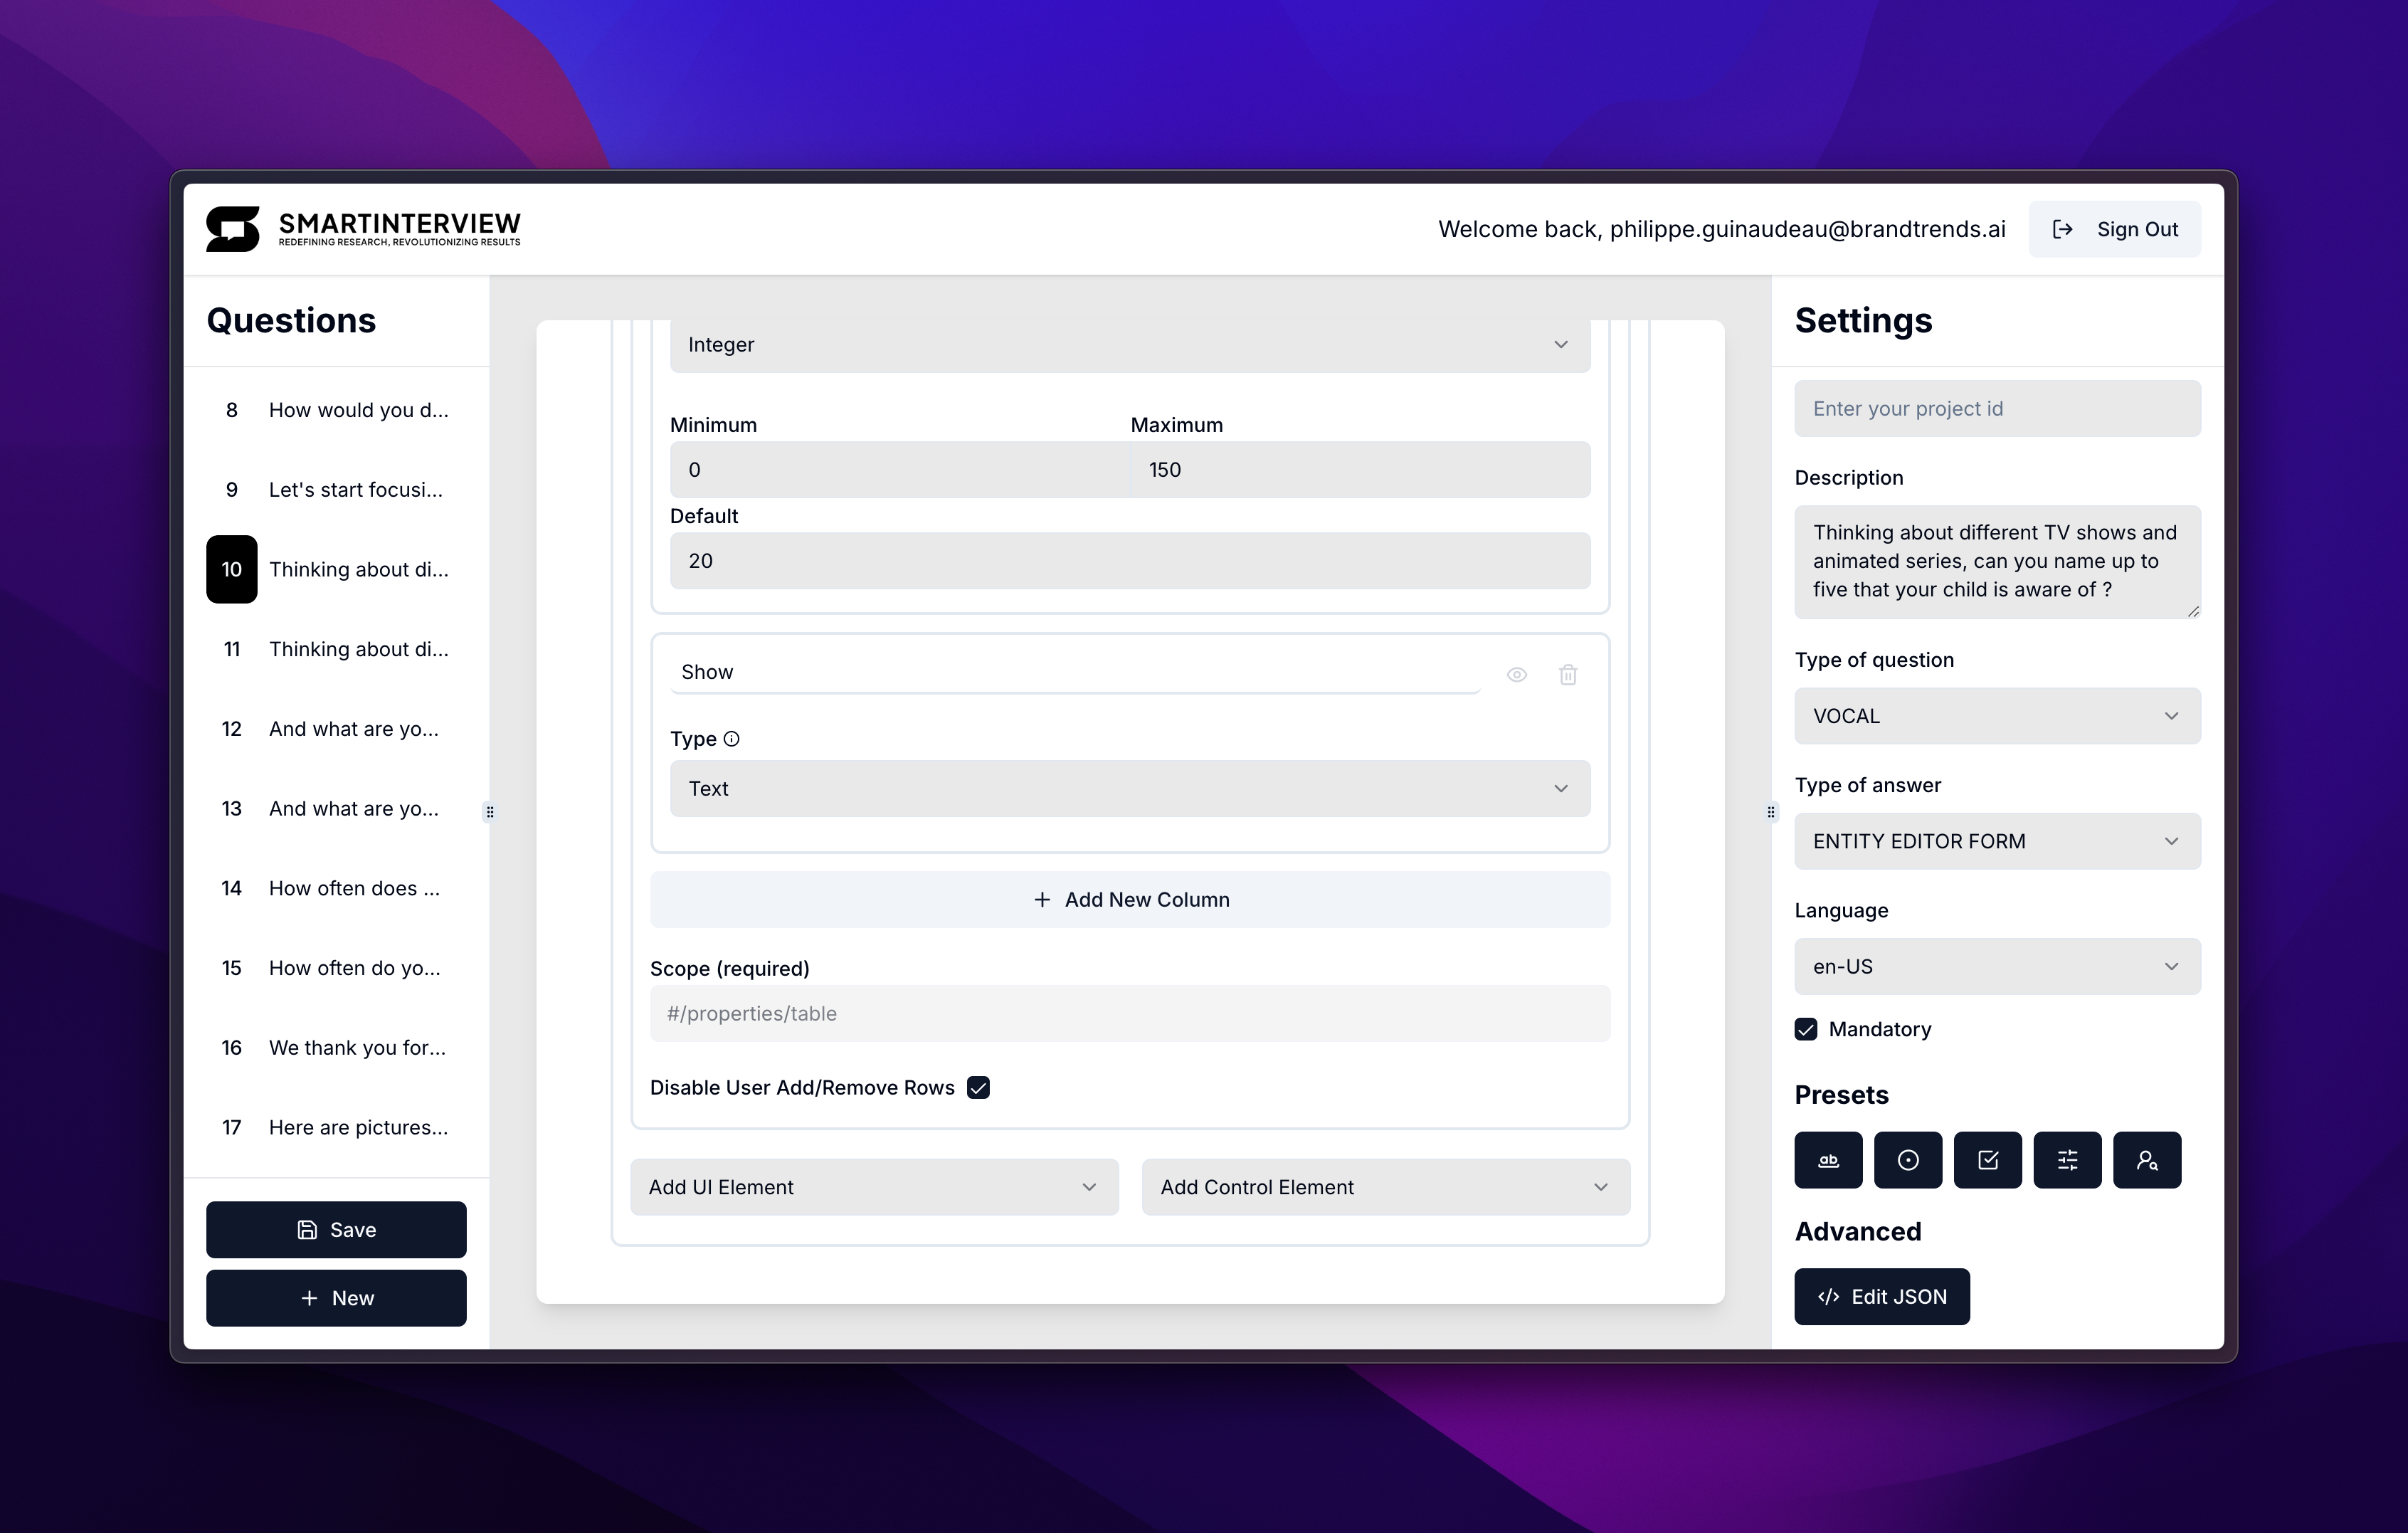 SMARTINTERVIEW
REDEFINING RESEARCH, REVOLUTIONIZING RESULTS
Welcome back, philippe.guinaudeau@brandtrends.ai
Sign Out
Questions
8 How would you d...
9 Let's start focusi...
10 Thinking about di...
11 Thinking about di...
12 And what are yo...
13 And what are yo...
14 How often does ...
15 How often do yo...
16 We thank you for...
17 Here are pictures...
Save
New
Integer
Minimum Maximum
0 150
Default
20
Show
Type
Text
Add New Column
Scope (required)
#/properties/table
Disable User Add/Remove Rows
Add UI Element Add Control Element
Settings
Enter your project id
Description
Thinking about different TV shows and
animated series, can you name up to
five that your child is aware of ?
Type of question
VOCAL
Type of answer
ENTITY EDITOR FORM
Language
en-US
Mandatory
Presets
ab
Advanced
</> Edit JSON